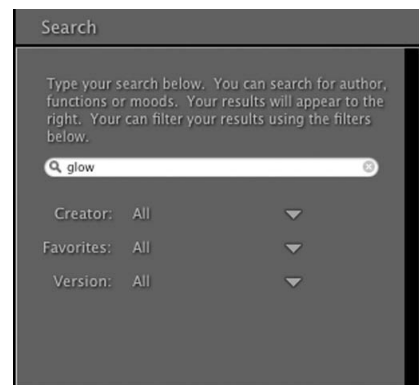 Search
Type your search below. You can search for author,
functions or moods. Your results will appear to the
right. Your can filter your results using the filters
below.
glow
Creator: All
Favorites: All
Version: All